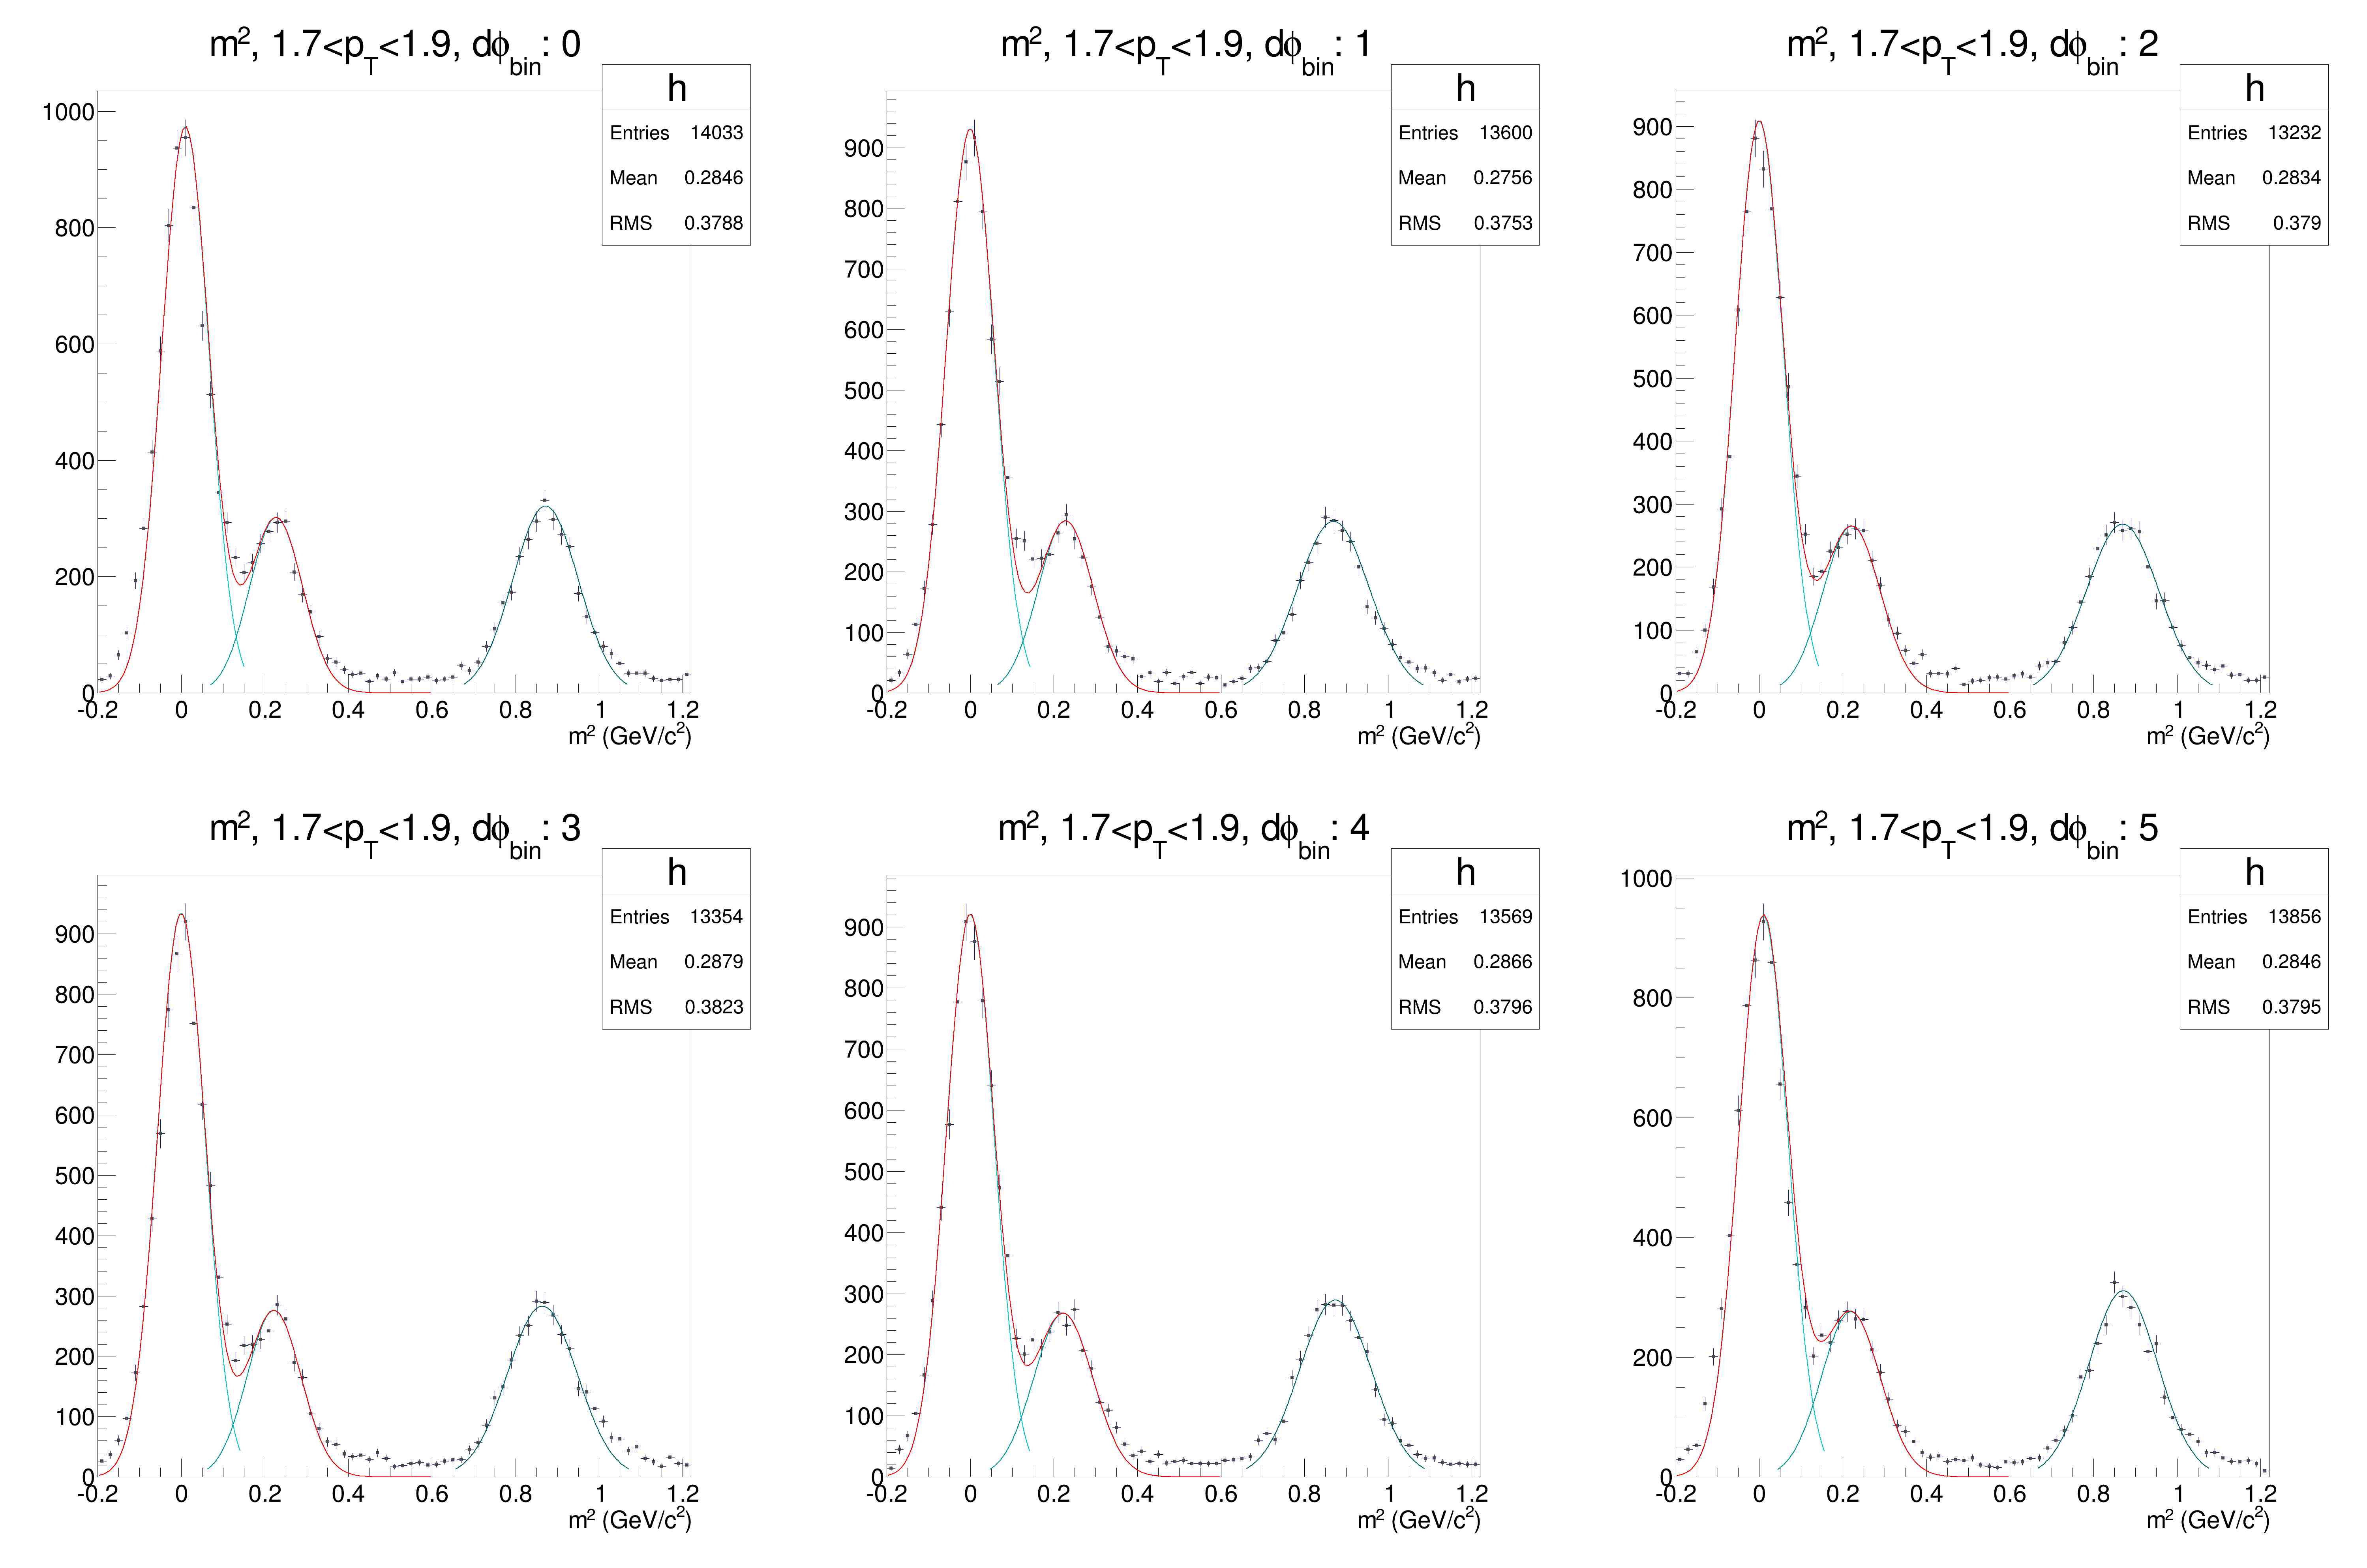 m², 1.7<p_T<1.9, dϕ_bin: 0
h
Entries 14033
Mean 0.2846
RMS 0.3788
1000
800
600
400
200
0
-0.2 0 0.2 0.4 0.6 0.8 1 1.2
m² (GeV/c²)
m², 1.7<p_T<1.9, dϕ_bin: 1
h
Entries 13600
Mean 0.2756
RMS 0.3753
900
800
700
600
500
400
300
200
100
0
-0.2 0 0.2 0.4 0.6 0.8 1 1.2
m² (GeV/c²)
m², 1.7<p_T<1.9, dϕ_bin: 2
h
Entries 13232
Mean 0.2834
RMS 0.379
900
800
700
600
500
400
300
200
100
0
-0.2 0 0.2 0.4 0.6 0.8 1 1.2
m² (GeV/c²)
m², 1.7<p_T<1.9, dϕ_bin: 3
h
Entries 13354
Mean 0.2879
RMS 0.3823
900
800
700
600
500
400
300
200
100
0
-0.2 0 0.2 0.4 0.6 0.8 1 1.2
m² (GeV/c²)
m², 1.7<p_T<1.9, dϕ_bin: 4
h
Entries 13569
Mean 0.2866
RMS 0.3796
900
800
700
600
500
400
300
200
100
0
-0.2 0 0.2 0.4 0.6 0.8 1 1.2
m² (GeV/c²)
m², 1.7<p_T<1.9, dϕ_bin: 5
h
Entries 13856
Mean 0.2846
RMS 0.3795
1000
800
600
400
200
0
-0.2 0 0.2 0.4 0.6 0.8 1 1.2
m² (GeV/c²)